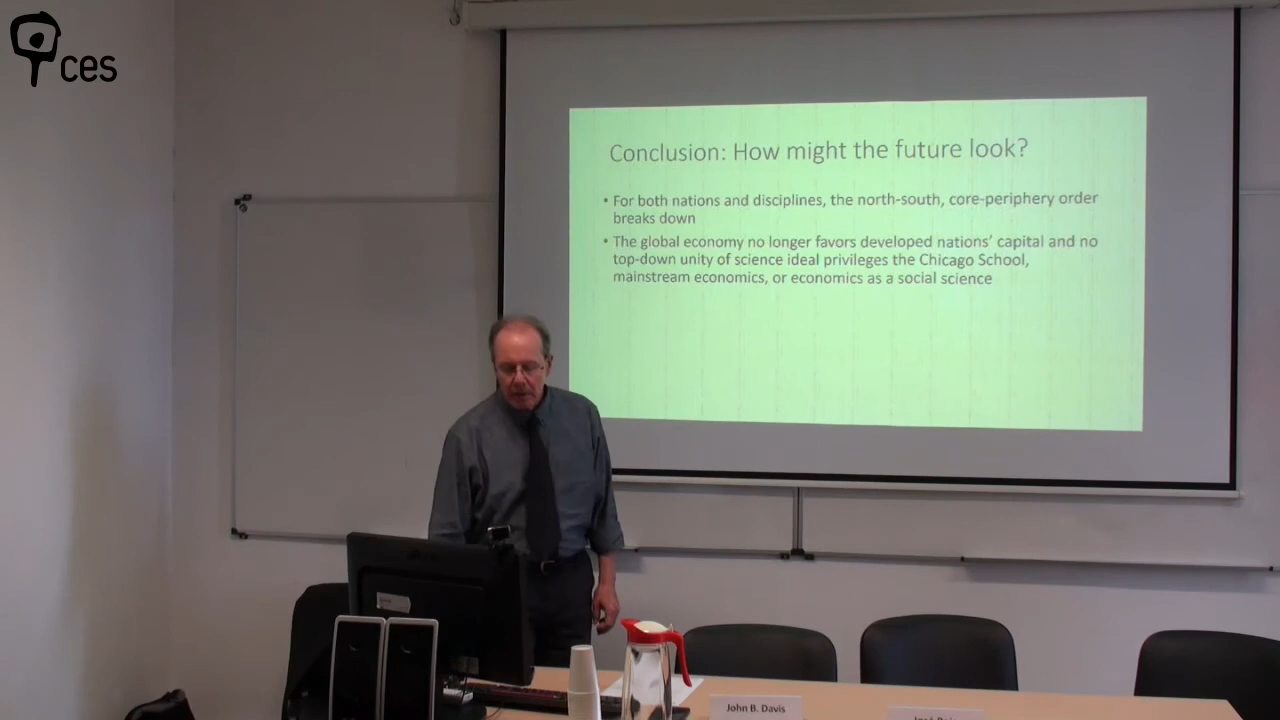 ces
Conclusion: How might the future look?
• For both nations and disciplines, the north-south, core-periphery order
breaks down
• The global economy no longer favors developed nations’ capital and no
top-down unity of science ideal privileges the Chicago School,
mainstream economics, or economics as a social science
John B. Davis
José